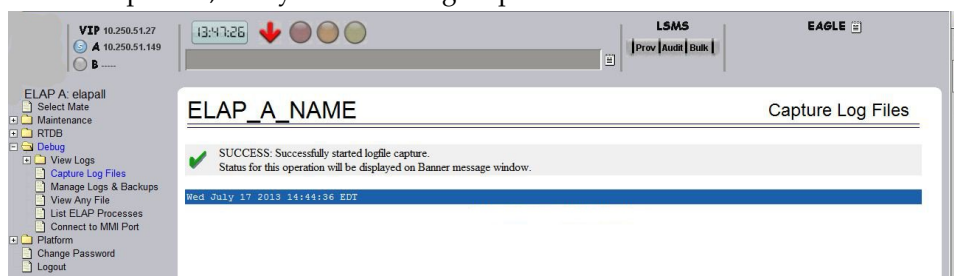 VIP 10.250.51.27
A 10.250.51.149
B -----
13:47:26
LSMS
Prov Audit Bulk
EAGLE
ELAP A: elapall
Select Mate
Maintenance
RTDB
Debug
View Logs
Capture Log Files
Manage Logs & Backups
View Any File
List ELAP Processes
Connect to MMI Port
Platform
Change Password
Logout
ELAP_A_NAME
Capture Log Files
SUCCESS: Successfully started logfile capture.
Status for this operation will be displayed on Banner message window.
Wed July 17 2013 14:44:36 EDT